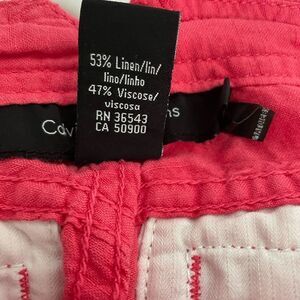 53% Linen/lin/
lino/linho
47% Viscose/
viscosa
RN 36543
CA 50900